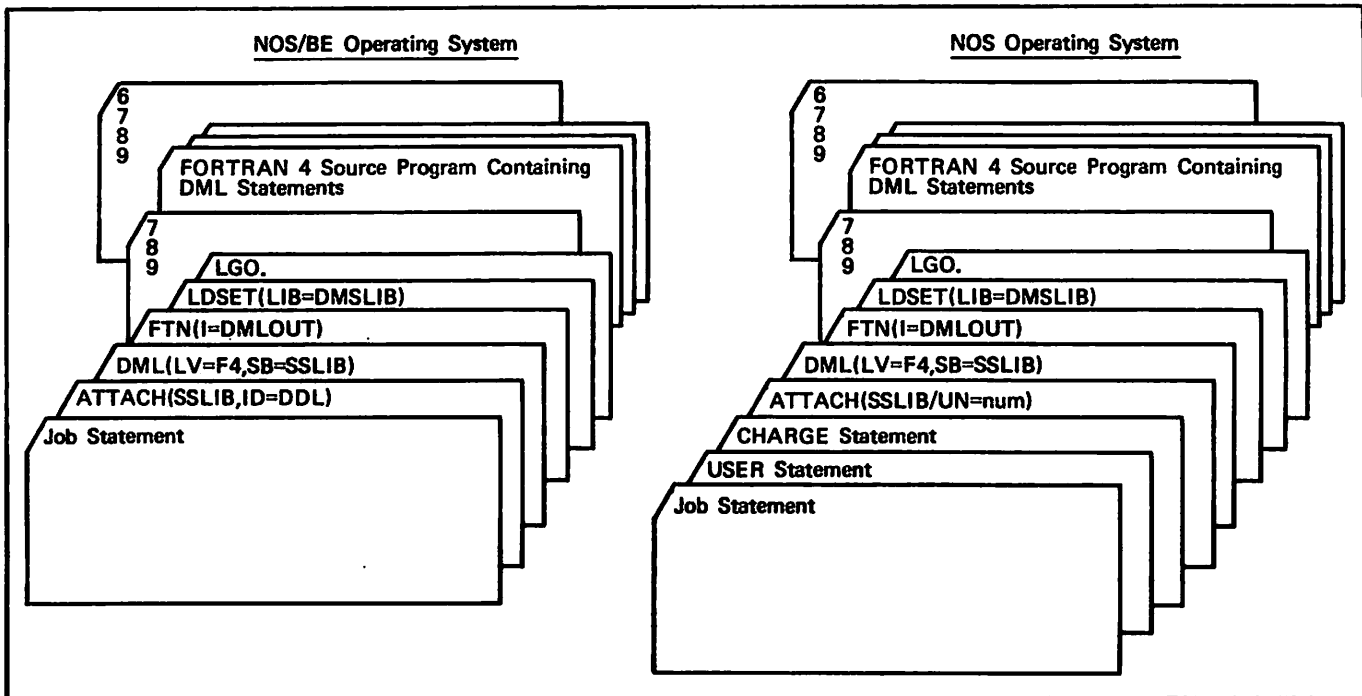 NOS/BE Operating System
6
7
8
9
FORTRAN 4 Source Program Containing
DML Statements
7
8
9
LGO.
LDSET(LIB=DMSLIB)
FTN(I=DMLOUT)
DML(LV=F4,SB=SSLIB)
ATTACH(SSLIB,ID=DDL)
Job Statement
NOS Operating System
6
7
8
9
FORTRAN 4 Source Program Containing
DML Statements
7
8
9
LGO.
LDSET(LIB=DMSLIB)
FTN(I=DMLOUT)
DML(LV=F4,SB=SSLIB)
ATTACH(SSLIB/UN=num)
CHARGE Statement
USER Statement
Job Statement